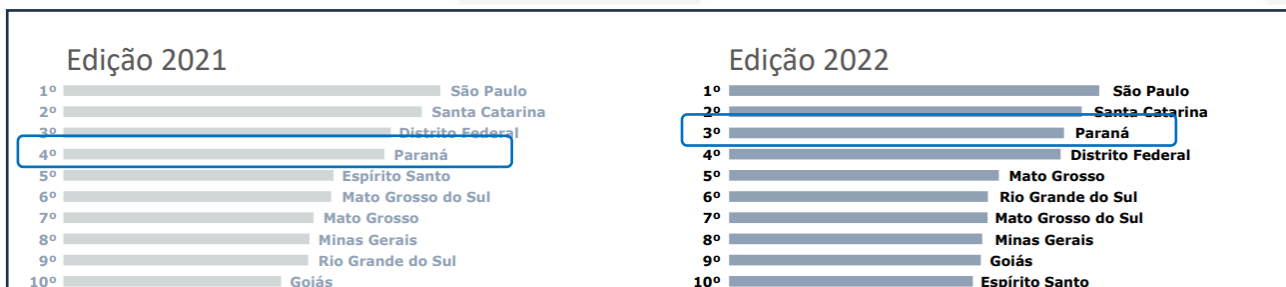 Edição 2021
1º São Paulo
2º Santa Catarina
3º Distrito Federal
4º Paraná
5º Espírito Santo
6º Mato Grosso do Sul
7º Mato Grosso
8º Minas Gerais
9º Rio Grande do Sul
10º Goiás
Edição 2022
1º São Paulo
2º Santa Catarina
3º Paraná
4º Distrito Federal
5º Mato Grosso
6º Rio Grande do Sul
7º Mato Grosso do Sul
8º Minas Gerais
9º Goiás
10º Espírito Santo